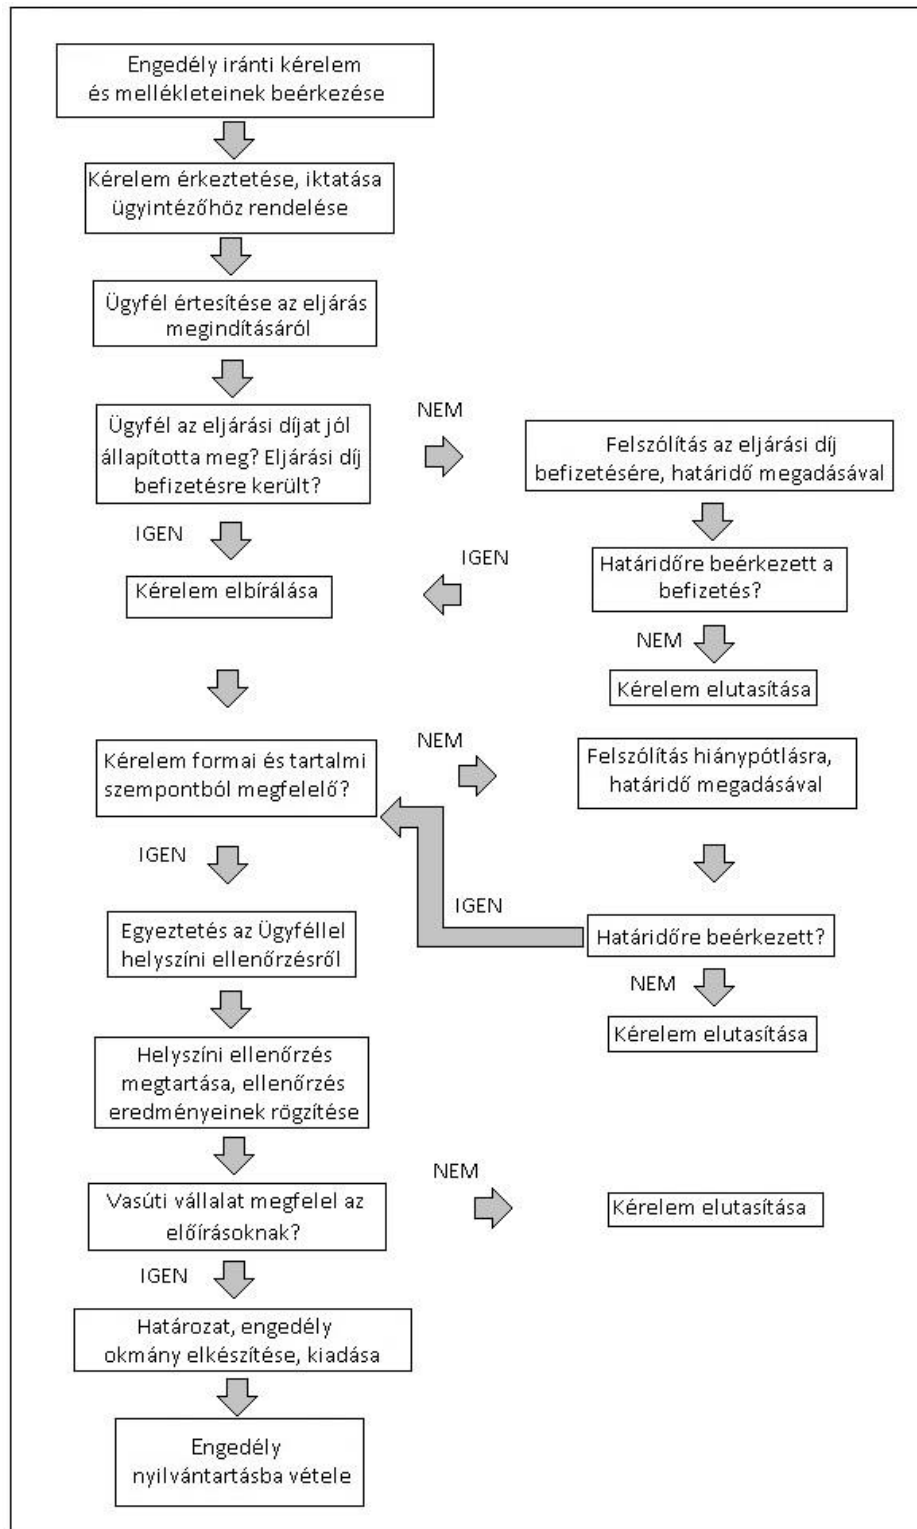 Engedély iránti kérelem
és mellékleteinek beérkezése
Kérelem érkeztetése, iktatása
ügyintézőhöz rendelése
Ügyfél értesítése az eljárás
megindításáról
Ügyfél az eljárási díjat jól
állapította meg? Eljárási díj
befizetésre került?
NEM
Felszólítás az eljárási díj
befizetésére, határidő megadásával
IGEN
Kérelem elbírálása
IGEN
Határidőre beérkezett a
befizetés?
NEM
Kérelem elutasítása
Kérelem formai és tartalmi
szempontból megfelelő?
NEM
Felszólítás hiánypótlásra,
határidő megadásával
IGEN
IGEN
Határidőre beérkezett?
NEM
Kérelem elutasítása
Egyeztetés az Ügyféllel
helyszíni ellenőrzésről
Helyszíni ellenőrzés
megtartása, ellenőrzés
eredményeinek rögzítése
Vasúti vállalat megfelel az
előírásoknak?
NEM
Kérelem elutasítása
IGEN
Határozat, engedély
okmány elkészítése, kiadása
Engedély
nyilvántartásba vétele